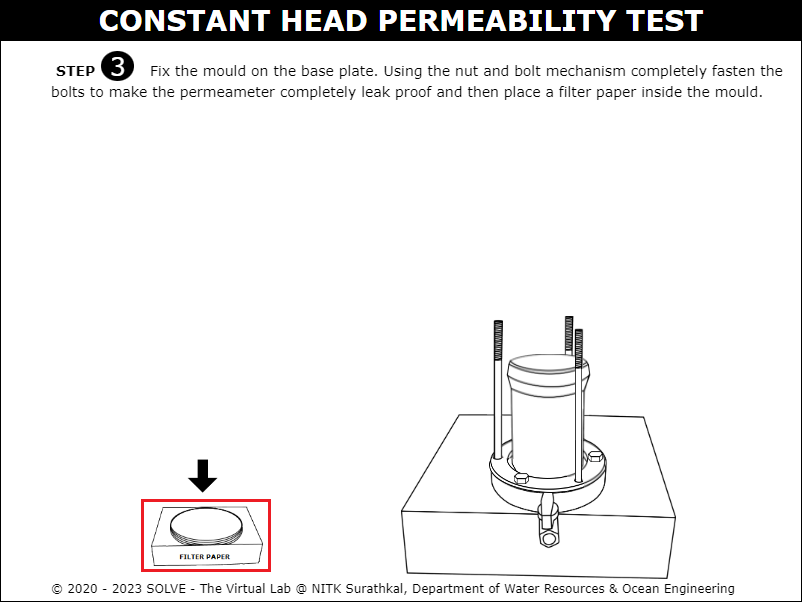 CONSTANT HEAD PERMEABILITY TEST
STEP 3 Fix the mould on the base plate. Using the nut and bolt mechanism completely fasten the
bolts to make the permeameter completely leak proof and then place a filter paper inside the mould.
FILTER PAPER
© 2020 - 2023 SOLVE - The Virtual Lab @ NITK Surathkal, Department of Water Resources & Ocean Engineering